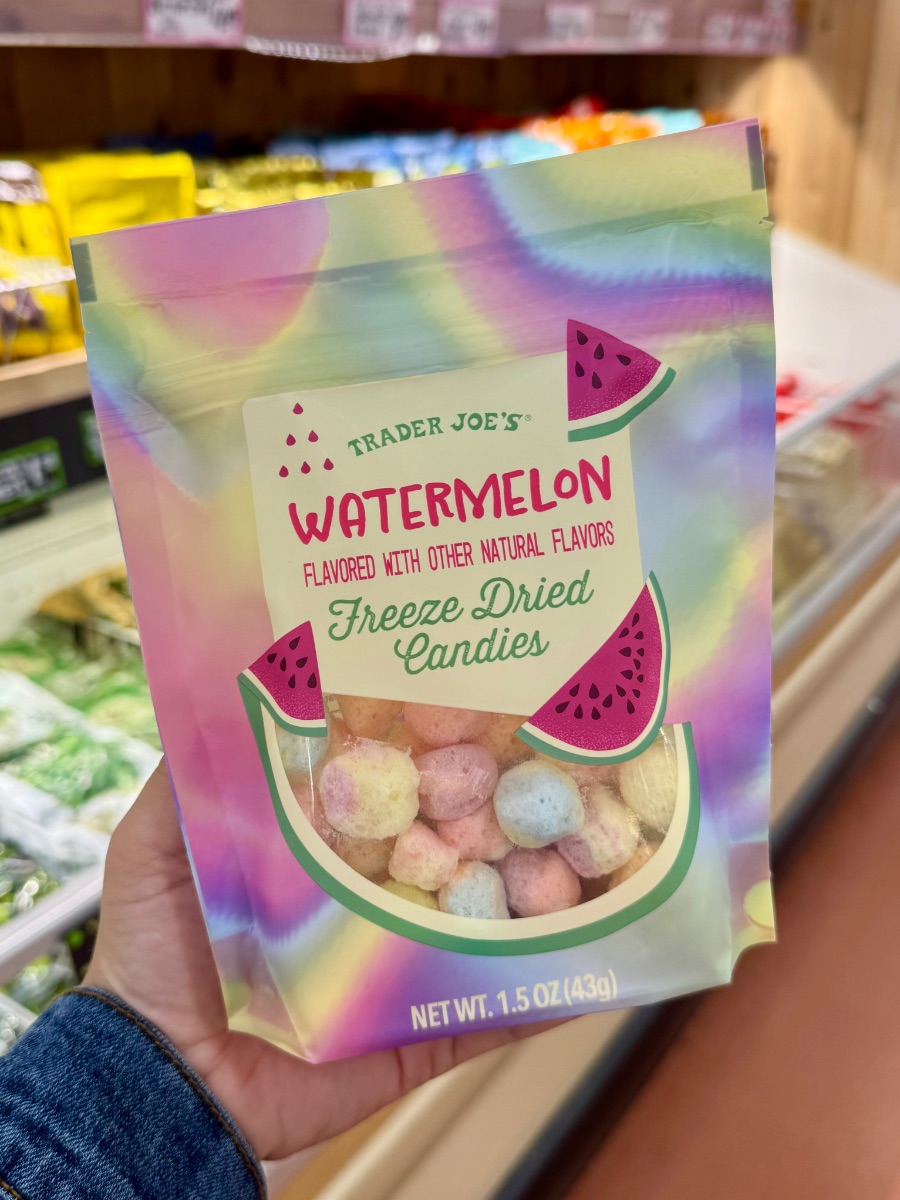 TRADER JOE'S®
WATERMELON
FLAVORED WITH OTHER NATURAL FLAVORS
Freeze Dried
Candies
NET WT. 1.5 OZ (43g)